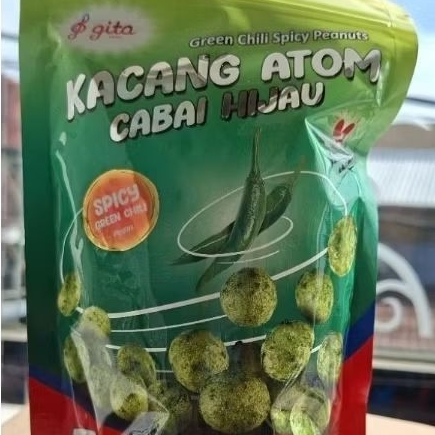 gita
Green Chili Spicy Peanuts
KACANG ATOM
CABAI HIJAU
SPICY
GREEN CHILI